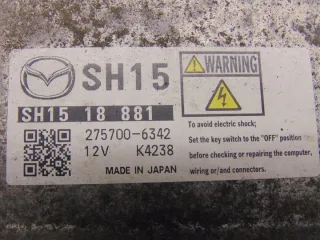 SH15
WARNING
SH15 18 881
275700-6342
12V K4238
MADE IN JAPAN
To avoid electric shock;
Set the key switch to the "OFF" position
before checking or repairing the computer,
wiring or/and connectors.